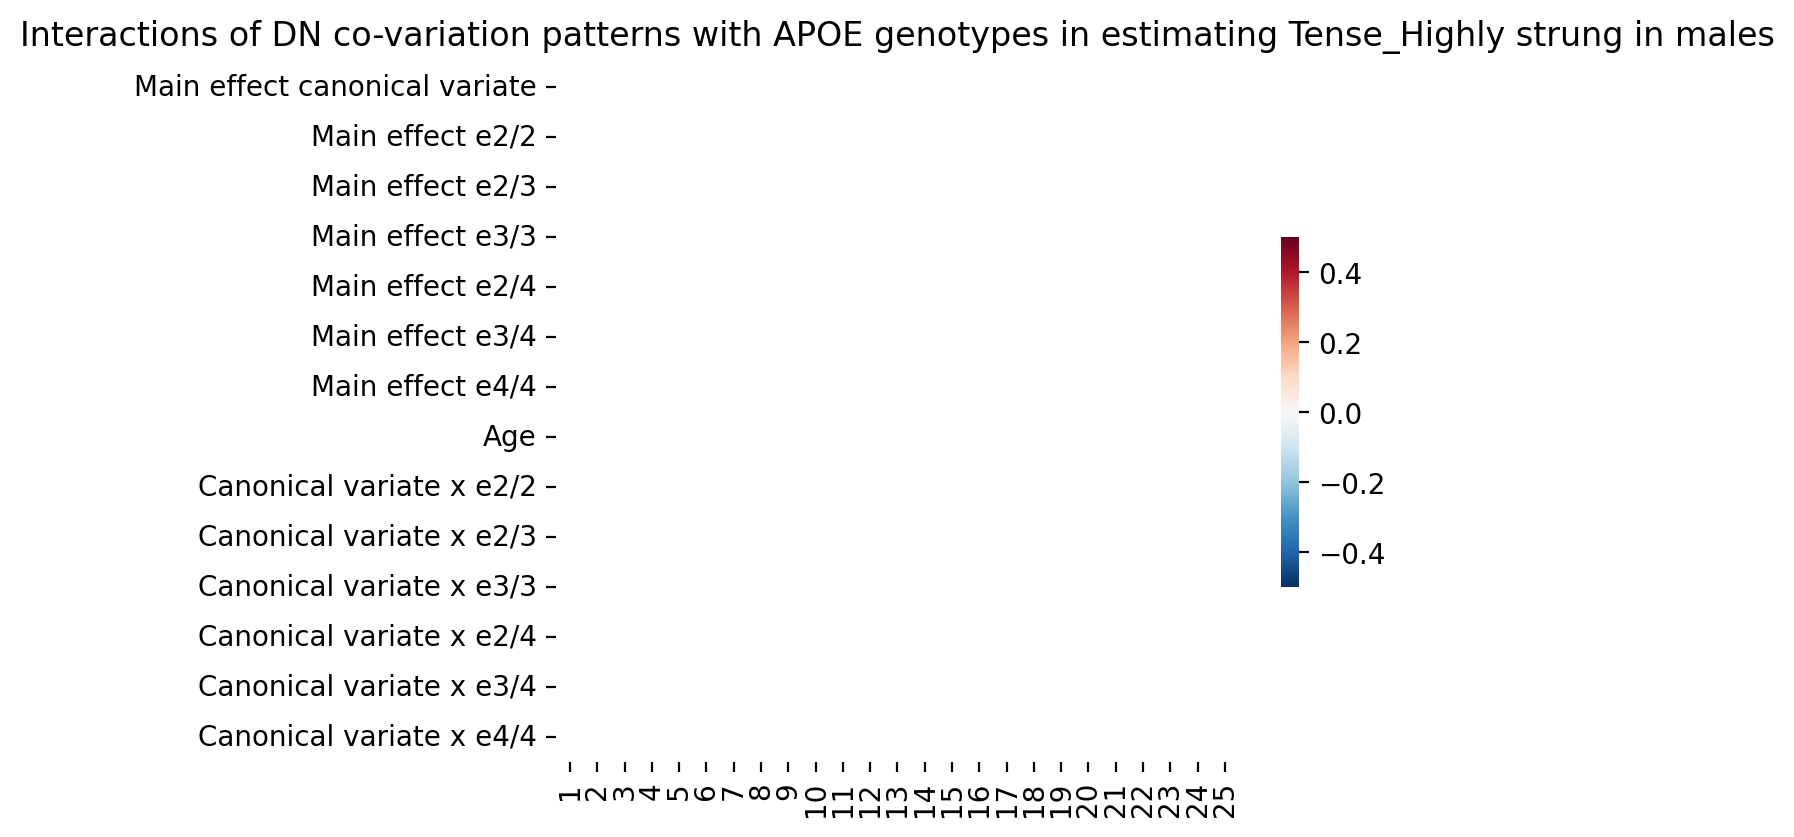 Interactions of DN co-variation patterns with APOE genotypes in estimating Tense_Highly strung in males
Main effect canonical variate
Main effect e2/2
Main effect e2/3
Main effect e3/3
Main effect e2/4
Main effect e3/4
Main effect e4/4
Age
Canonical variate x e2/2
Canonical variate x e2/3
Canonical variate x e3/3
Canonical variate x e2/4
Canonical variate x e3/4
Canonical variate x e4/4
1 2 3 4 5 6 7 8 9 10 11 12 13 14 15 16 17 18 19 20 21 22 23 24 25
0.4
0.2
0.0
−0.2
−0.4